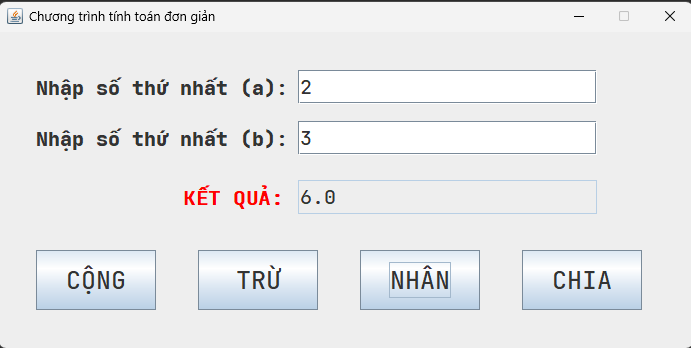 Chương trình tính toán đơn giản
Nhập số thứ nhất (a): 2
Nhập số thứ nhất (b): 3
KẾT QUẢ: 6.0
CỘNG TRỪ NHÂN CHIA